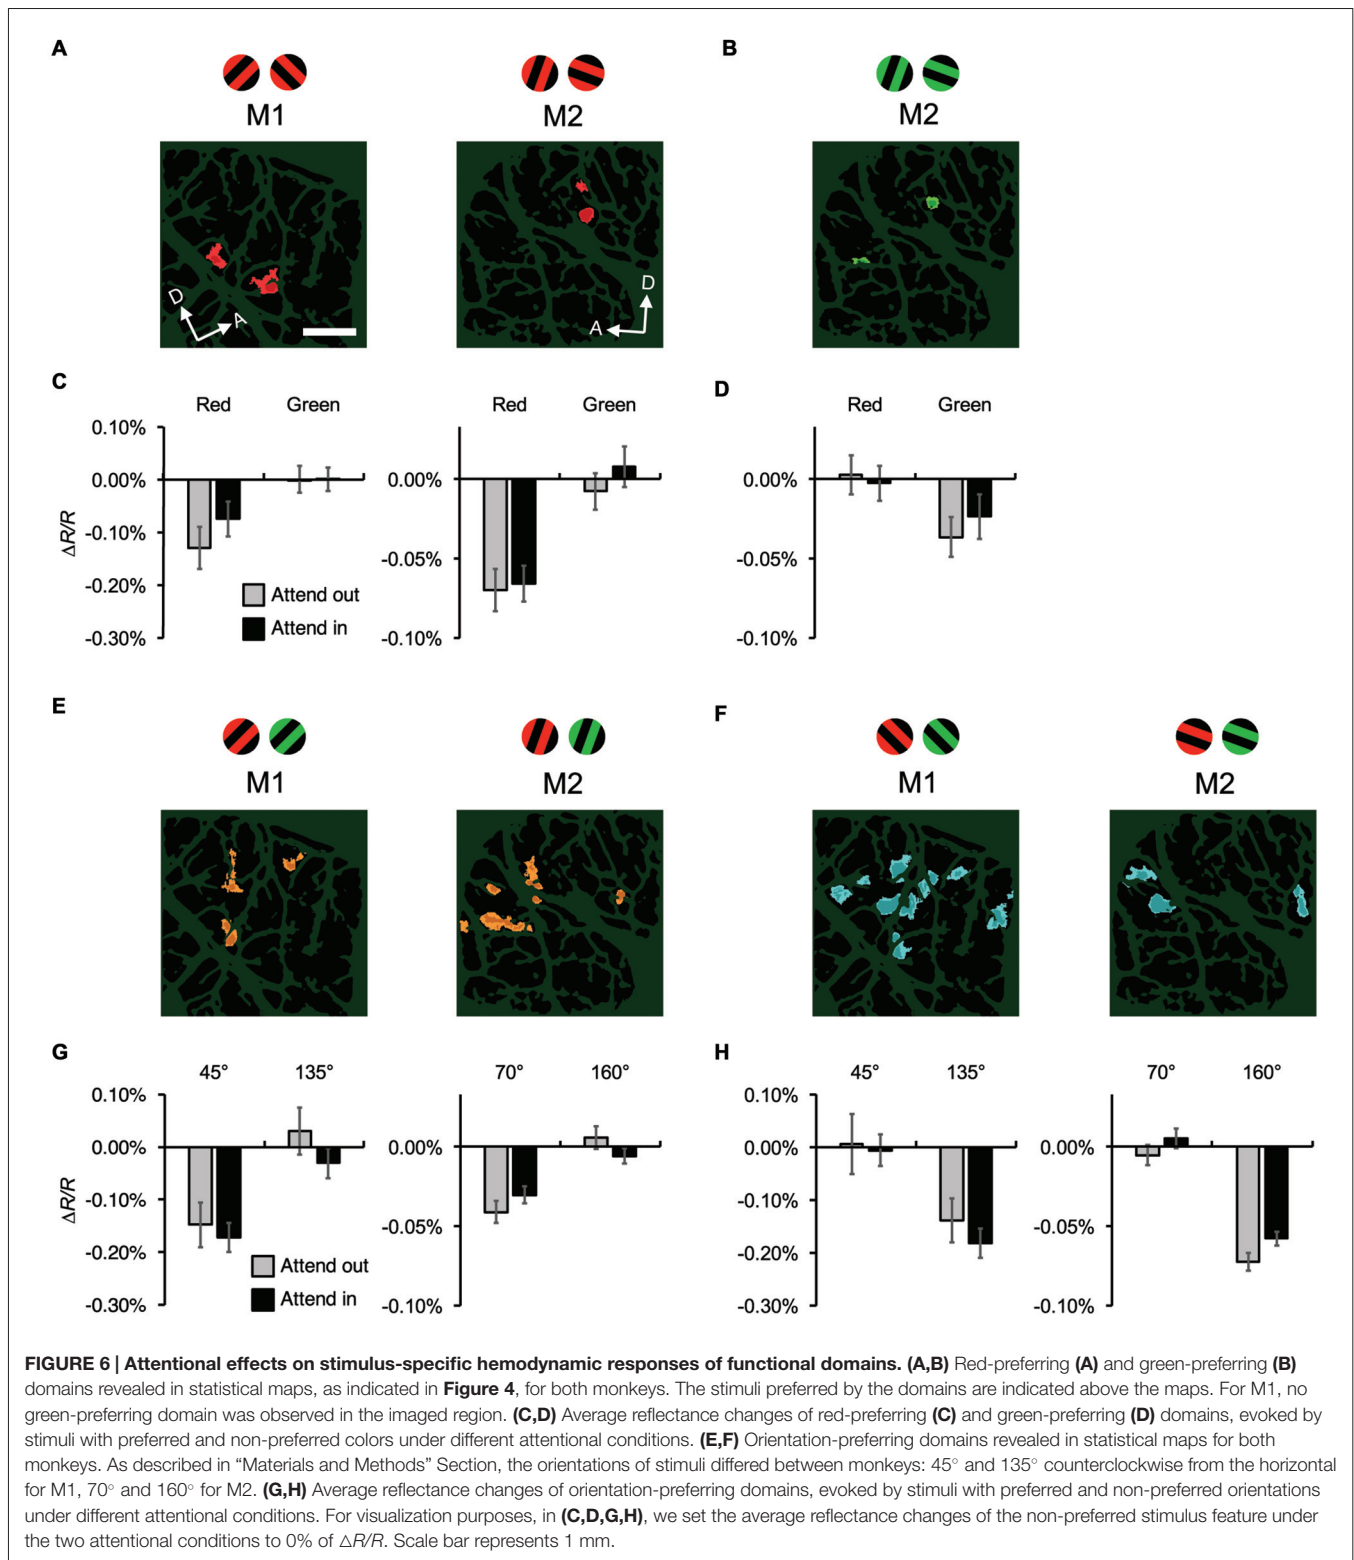 A
B
M1
M2
M2
D
A
D
A
C
D
Red
Green
Red
Green
Red
Green
0.10%
0.00%
-0.10%
-0.20%
-0.30%
ΔR/R
Attend out
Attend in
0.00%
-0.05%
-0.10%
0.00%
-0.05%
-0.10%
E
F
M1
M2
M1
M2
G
H
45°
135°
70°
160°
45°
135°
70°
160°
0.10%
0.00%
-0.10%
-0.20%
-0.30%
ΔR/R
Attend out
Attend in
0.00%
-0.05%
-0.10%
0.10%
0.00%
-0.10%
-0.20%
-0.30%
0.00%
-0.05%
-0.10%
FIGURE 6 | Attentional effects on stimulus-specific hemodynamic responses of functional domains. (A,B) Red-preferring (A) and green-preferring (B)
domains revealed in statistical maps, as indicated in Figure 4, for both monkeys. The stimuli preferred by the domains are indicated above the maps. For M1, no
green-preferring domain was observed in the imaged region. (C,D) Average reflectance changes of red-preferring (C) and green-preferring (D) domains, evoked by
stimuli with preferred and non-preferred colors under different attentional conditions. (E,F) Orientation-preferring domains revealed in statistical maps for both
monkeys. As described in “Materials and Methods” Section, the orientations of stimuli differed between monkeys: 45° and 135° counterclockwise from the horizontal
for M1, 70° and 160° for M2. (G,H) Average reflectance changes of orientation-preferring domains, evoked by stimuli with preferred and non-preferred orientations
under different attentional conditions. For visualization purposes, in (C,D,G,H), we set the average reflectance changes of the non-preferred stimulus feature under
the two attentional conditions to 0% of ΔR/R. Scale bar represents 1 mm.